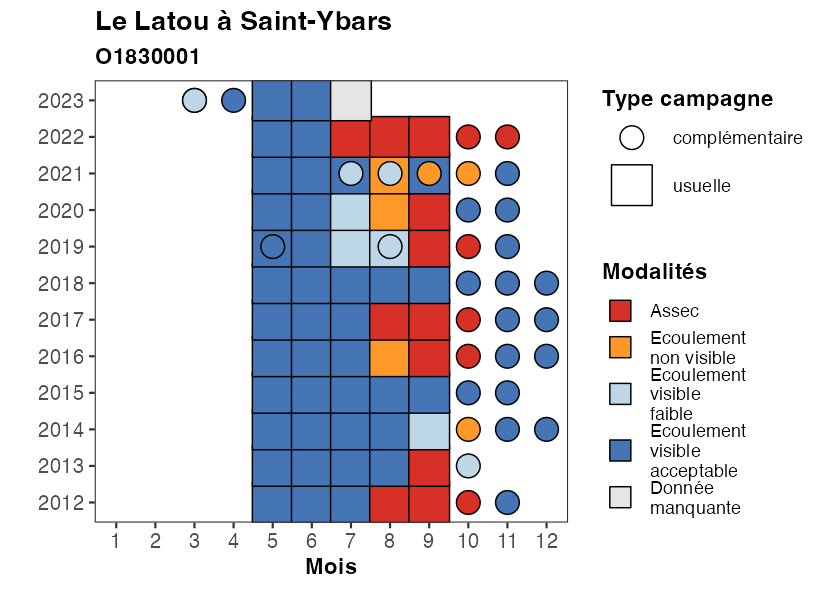 Le Latou à Saint-Ybars
O1830001
2023
2022
2021
2020
2019
2018
2017
2016
2015
2014
2013
2012
1 2 3 4 5 6 7 8 9 10 11 12
Mois
Type campagne
complémentaire
usuelle
Modalités
Assec
Ecoulement
non visible
Ecoulement
visible
faible
Ecoulement
visible
acceptable
Donnée
manquante